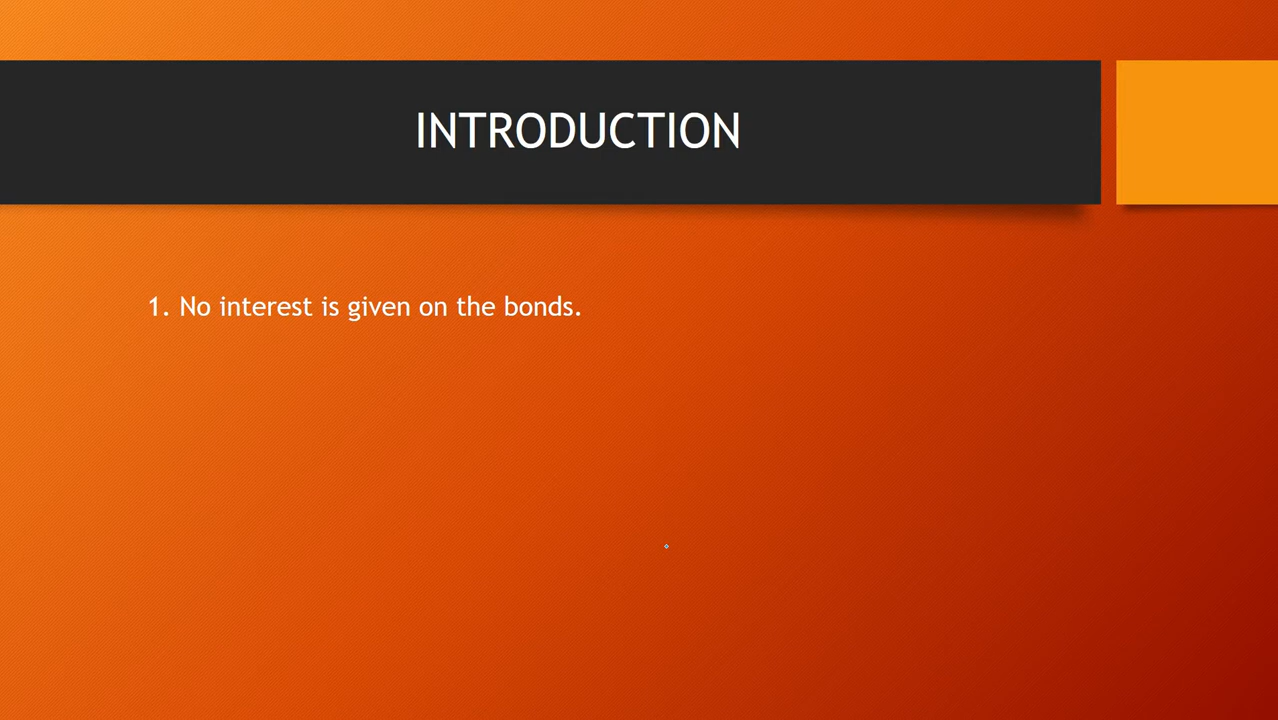 INTRODUCTION
1. No interest is given on the bonds.